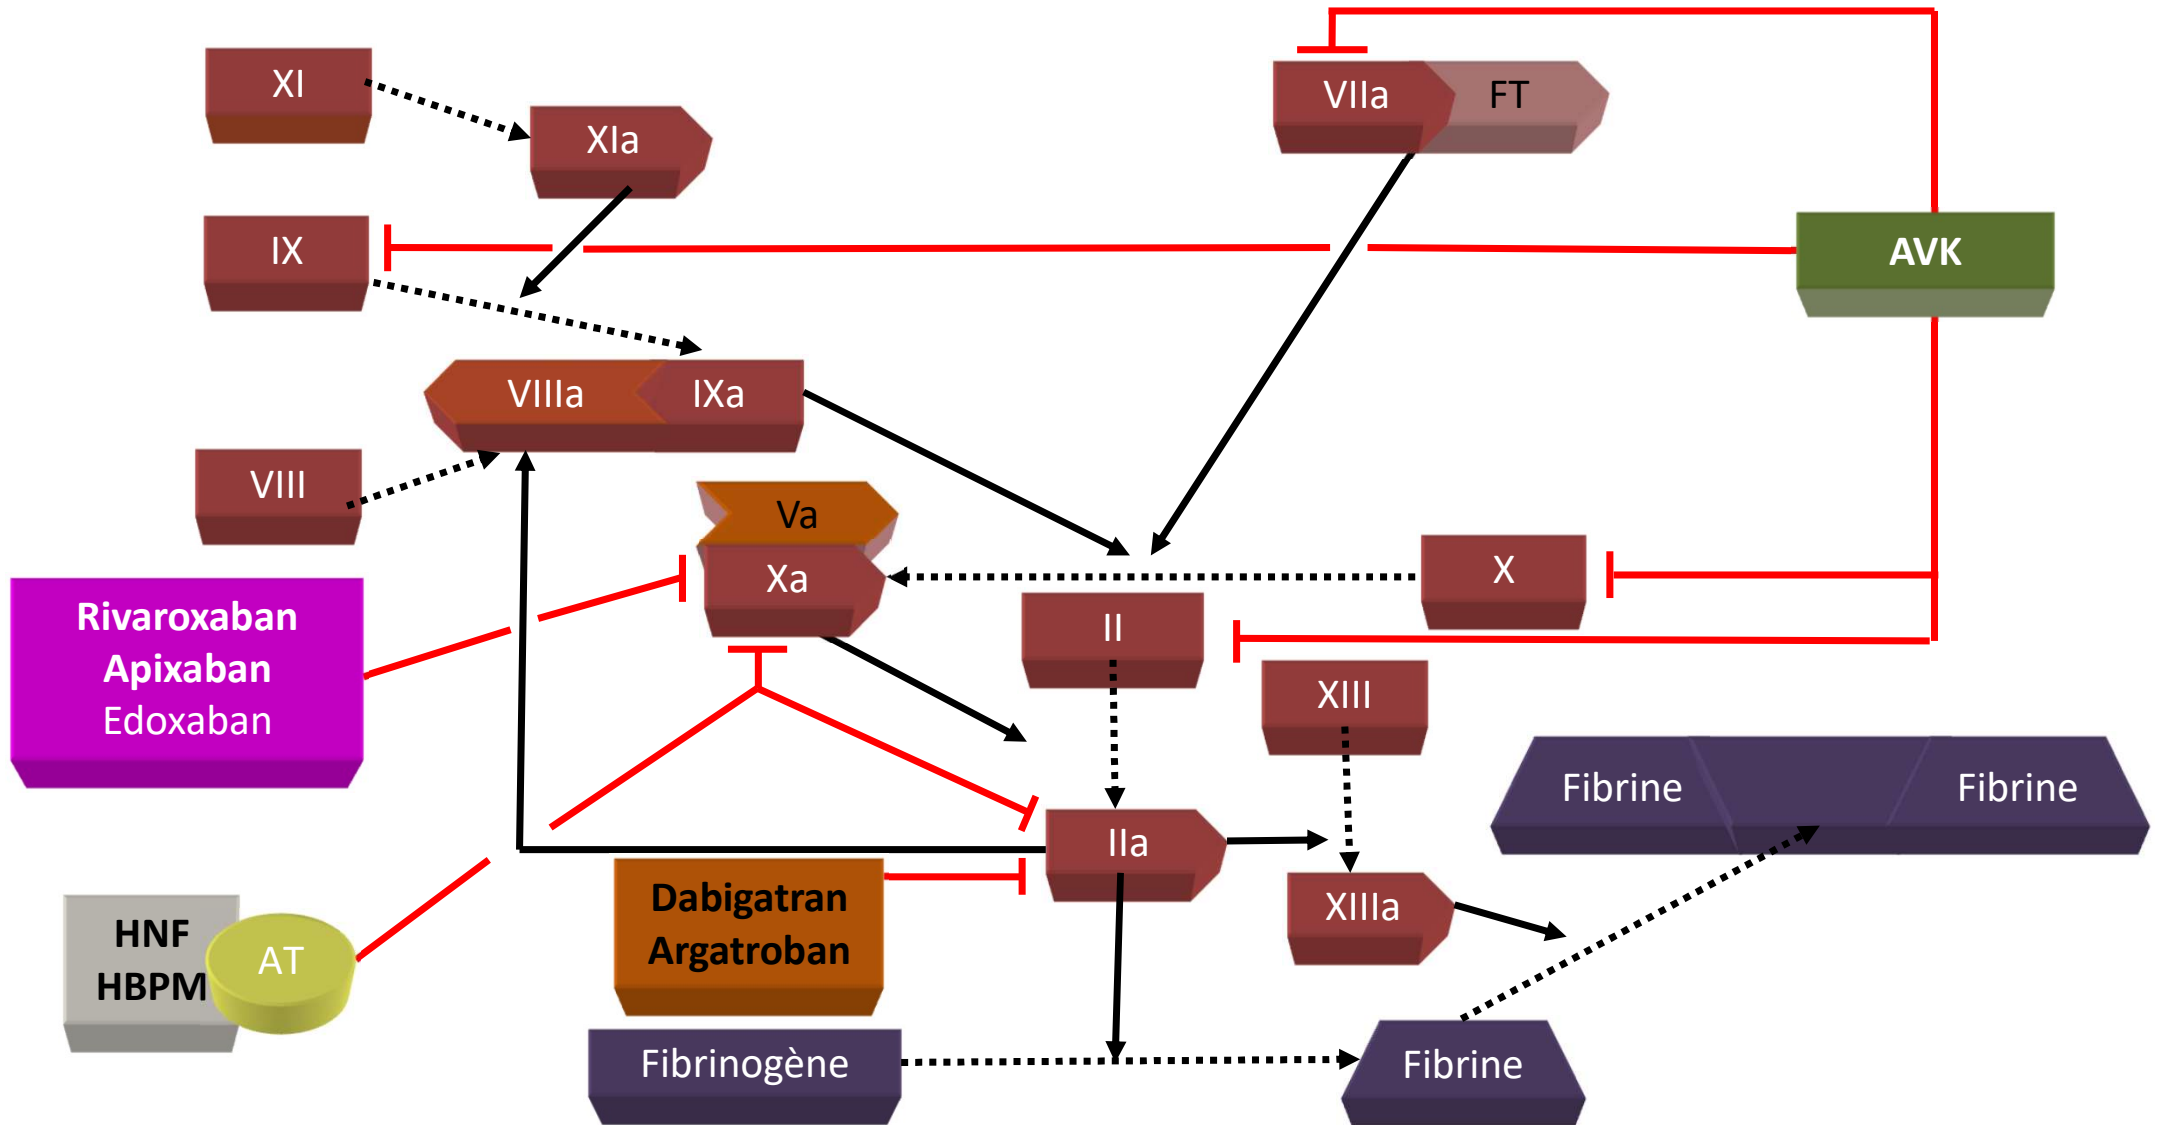 XI
XIa
VIIa
FT
IX
AVK
VIIIa
IXa
VIII
Va
Xa
X
II
Rivaroxaban
Apixaban
Edoxaban
XIII
Fibrine
Fibrine
IIa
Dabigatran
Argatroban
XIIIa
HNF
HBPM
AT
Fibrinogène
Fibrine